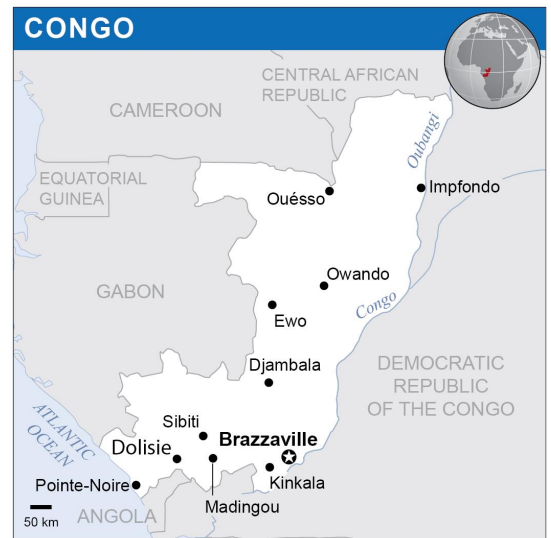 CONGO
CENTRAL AFRICAN
REPUBLIC
CAMEROON
Oubangi
EQUATORIAL
GUINEA
Ouésso
Impfondo
Owando
GABON
Congo
Ewo
Djambala
DEMOCRATIC
REPUBLIC
OF THE CONGO
ATLANTIC
OCEAN
Sibiti
Brazzaville
Dolisie
Kinkala
Pointe-Noire
Madingou
ANGOLA
50 km